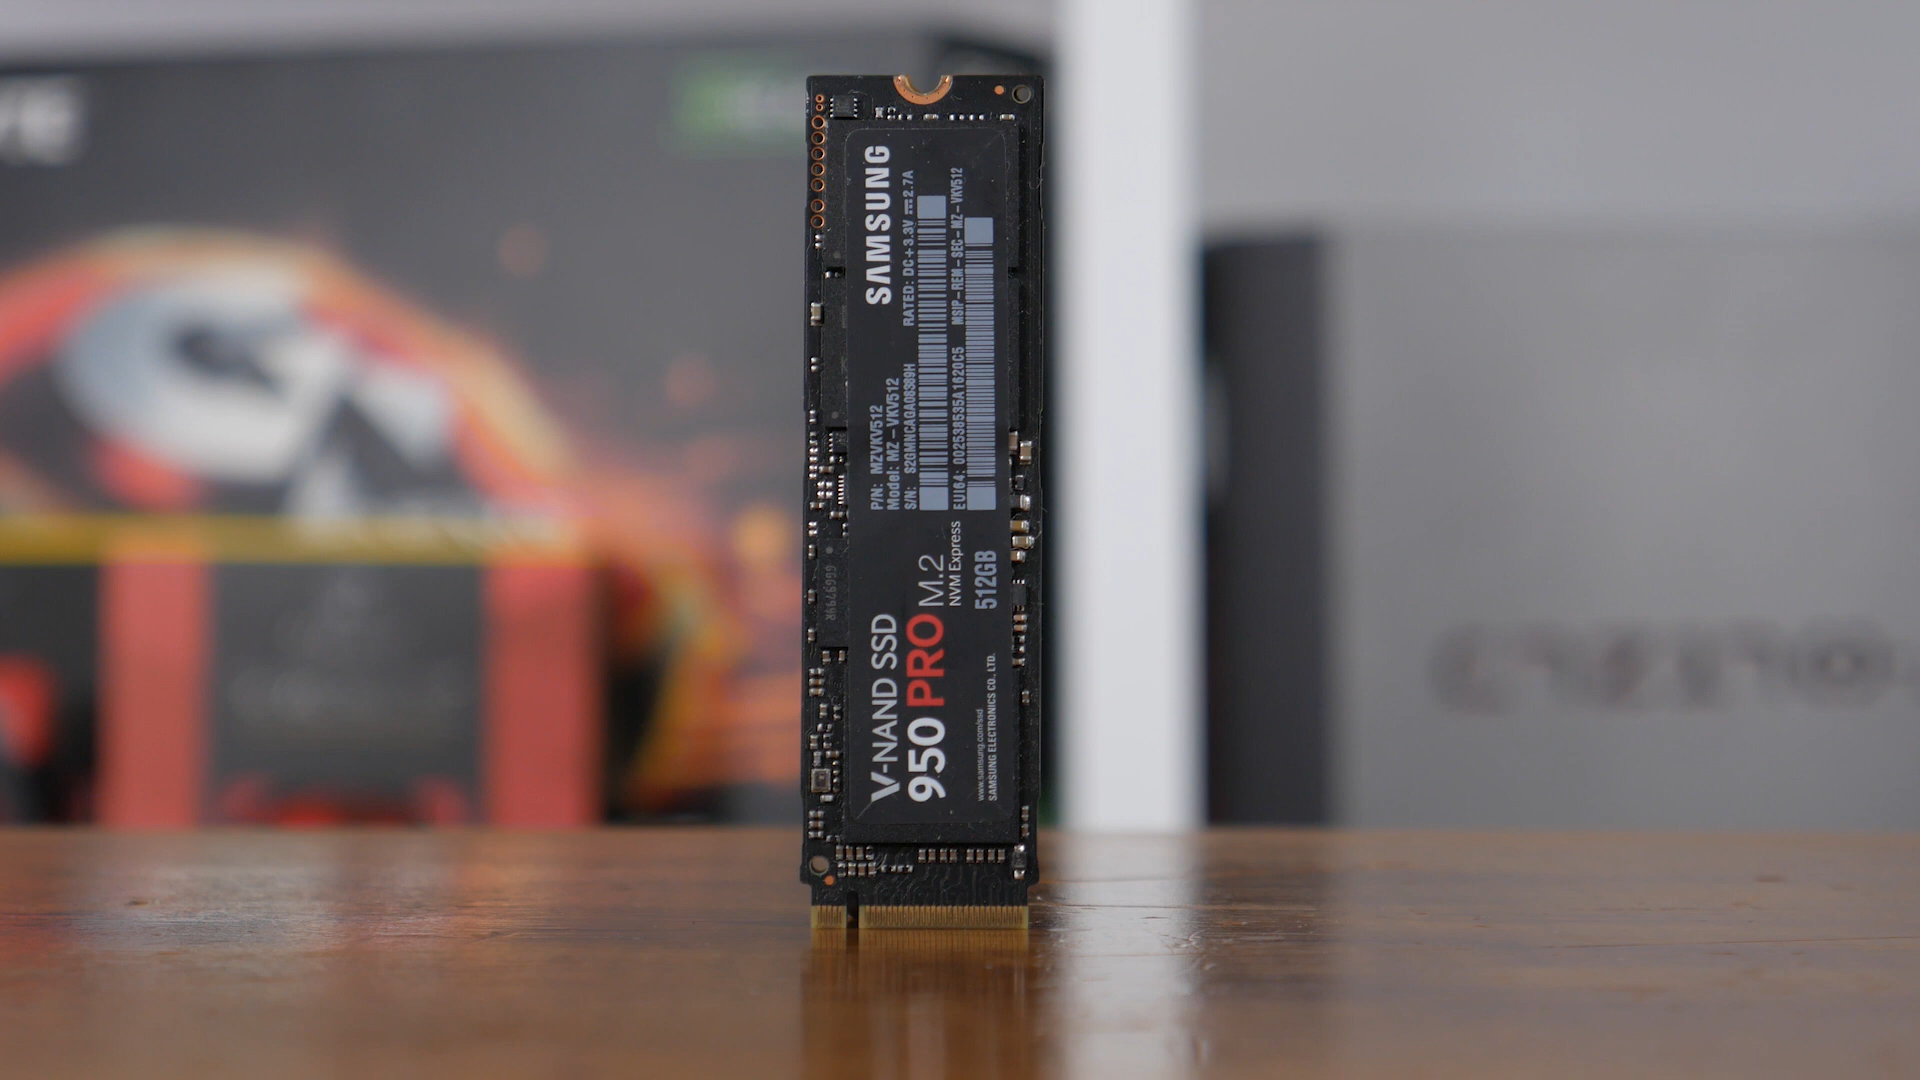 SAMSUNG
P/N: MZVKV512
Model: MZ-VKV512
S/N: S2GMNCAGA08389H
RATED: DC+3.3V ⎓2.7A
EUI64: 002538535A1620C5
MSIP-REM-SEC-MZ-VKV512
V-NAND SSD
950 PRO M.2
NVM Express
512GB
www.samsung.com/ssd
SAMSUNG ELECTRONICS CO., LTD.